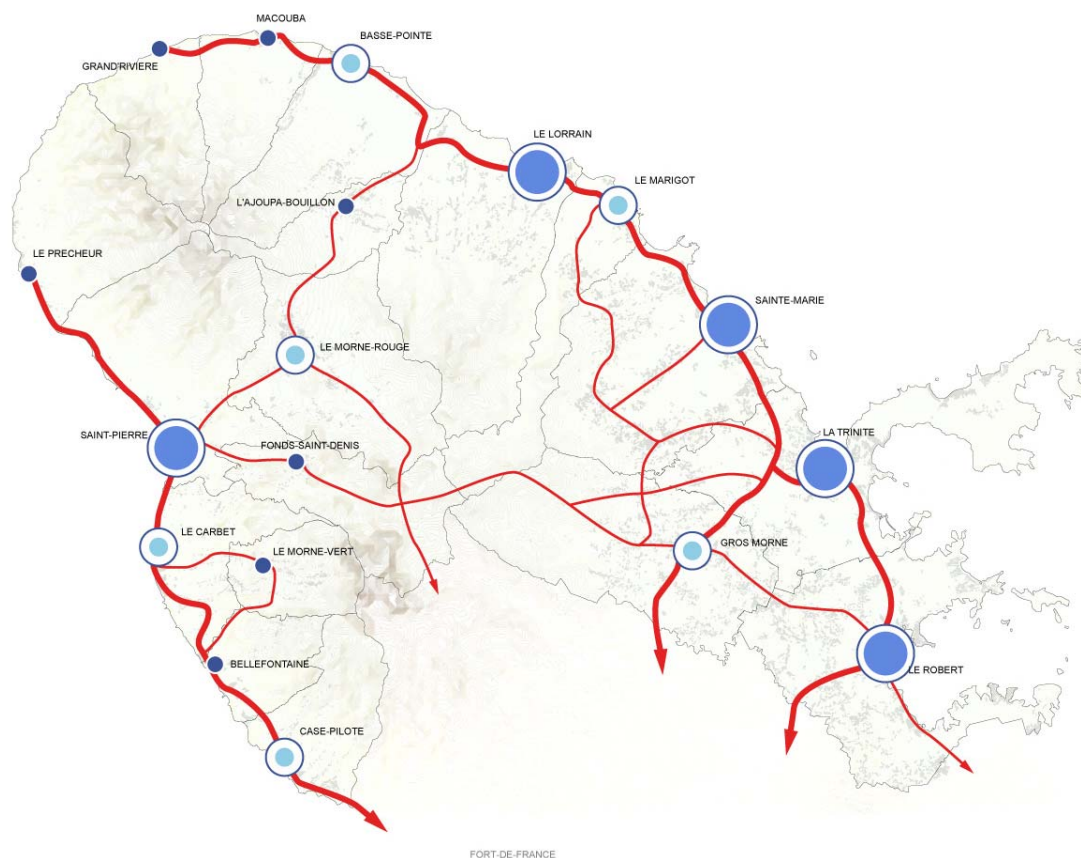 MACOUBA
BASSE-POINTE
GRAND'RIVIERE
LE LORRAIN
LE MARIGOT
L'AJOUPA-BOUILLON
LE PRECHEUR
SAINTE-MARIE
LE MORNE-ROUGE
SAINT-PIERRE
LA TRINITE
FONDS-SAINT-DENIS
LE CARBET
GROS MORNE
LE MORNE-VERT
BELLEFONTAINE
LE ROBERT
CASE-PILOTE
FORT-DE-FRANCE